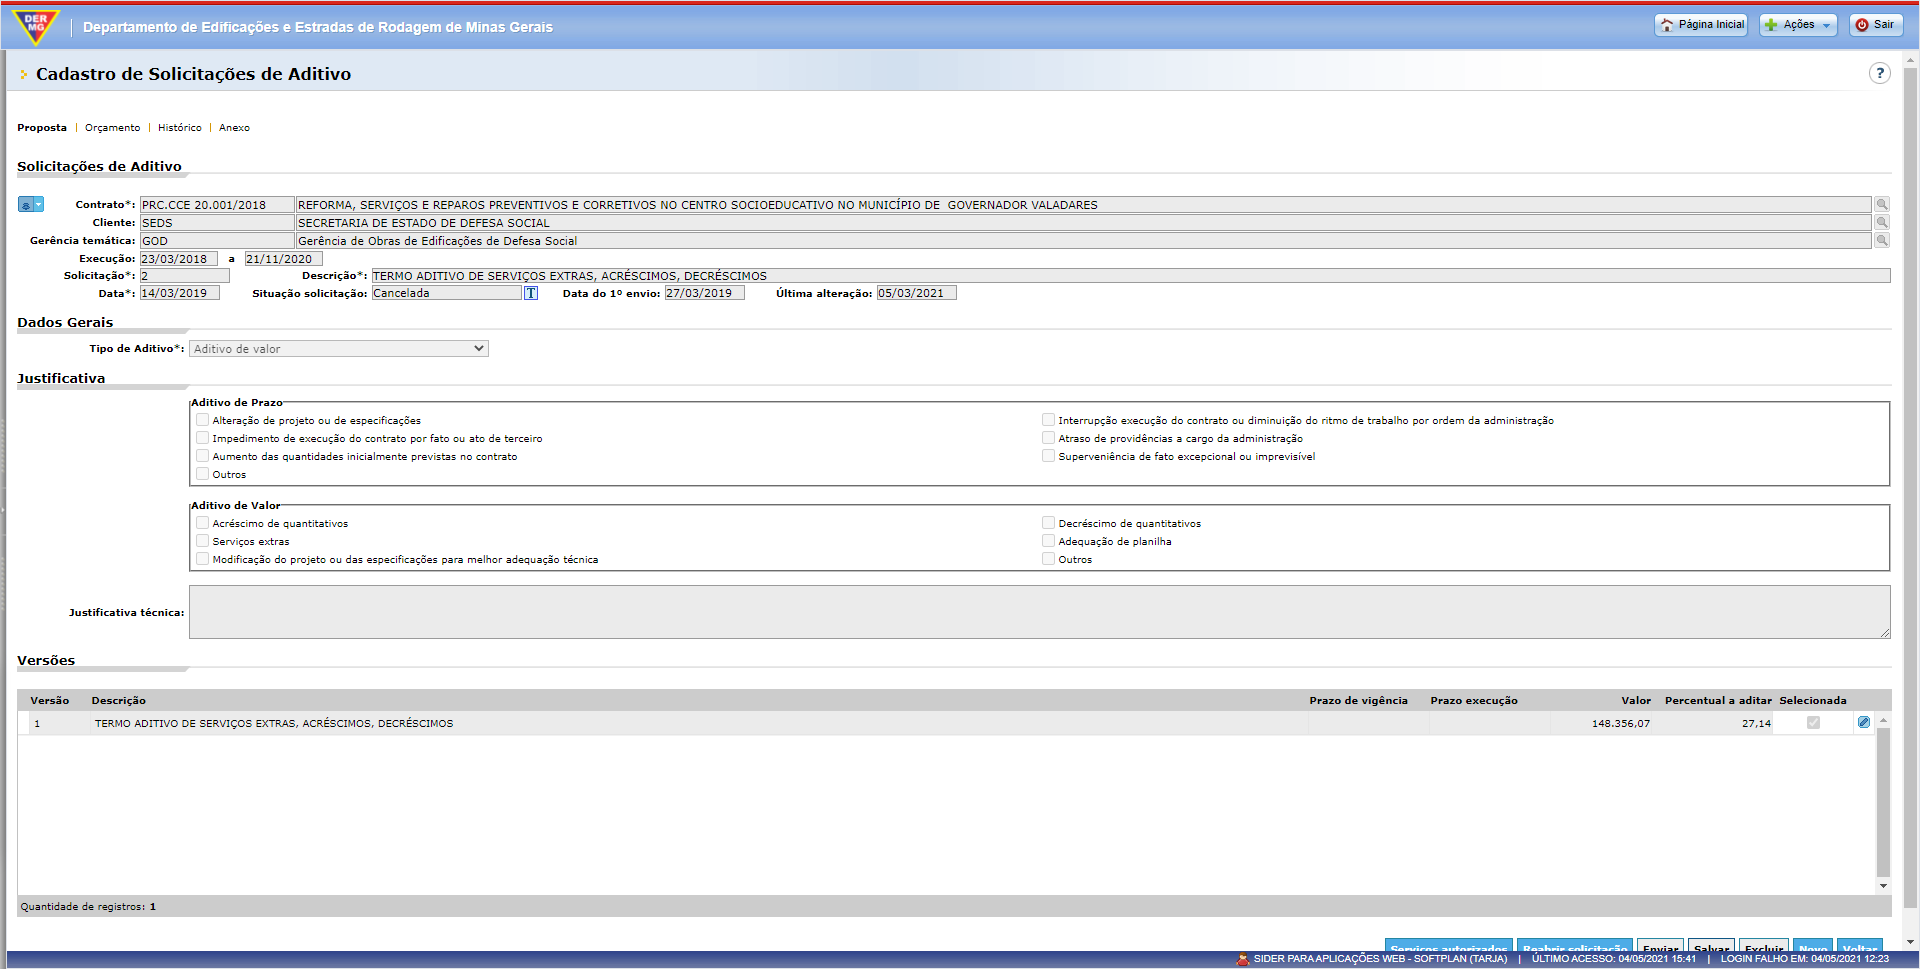 DER MG Departamento de Edificações e Estradas de Rodagem de Minas Gerais Página Inicial Ações Sair
Cadastro de Solicitações de Aditivo ?
Proposta | Orçamento | Histórico | Anexo
Solicitações de Aditivo
Contrato*: PRC.CCE 20.001/2018 REFORMA, SERVIÇOS E REPAROS PREVENTIVOS E CORRETIVOS NO CENTRO SOCIOEDUCATIVO NO MUNICÍPIO DE GOVERNADOR VALADARES
Cliente: SEDS SECRETARIA DE ESTADO DE DEFESA SOCIAL
Gerência temática: GOD Gerência de Obras de Edificações de Defesa Social
Execução: 23/03/2018 a 21/11/2020
Solicitação*: 2 Descrição*: TERMO ADITIVO DE SERVIÇOS EXTRAS, ACRÉSCIMOS, DECRÉSCIMOS
Data*: 14/03/2019 Situação solicitação: Cancelada T Data do 1º envio: 27/03/2019 Última alteração: 05/03/2021
Dados Gerais
Tipo de Aditivo*: Aditivo de valor
Justificativa
Aditivo de Prazo
Alteração de projeto ou de especificações Interrupção execução do contrato ou diminuição do ritmo de trabalho por ordem da administração
Impedimento de execução do contrato por fato ou ato de terceiro Atraso de providências a cargo da administração
Aumento das quantidades inicialmente previstas no contrato Superveniência de fato excepcional ou imprevisível
Outros
Aditivo de Valor
Acréscimo de quantitativos Decréscimo de quantitativos
Serviços extras Adequação de planilha
Modificação do projeto ou das especificações para melhor adequação técnica Outros
Justificativa técnica:
Versões
Versão Descrição Prazo de vigência Prazo execução Valor Percentual a aditar Selecionada
1 TERMO ADITIVO DE SERVIÇOS EXTRAS, ACRÉSCIMOS, DECRÉSCIMOS 148.356,07 27,14
Quantidade de registros: 1
Serviços autorizados Reabrir solicitação Enviar Salvar Excluir Novo Voltar
SIDER PARA APLICAÇÕES WEB - SOFTPLAN (TARJA) | ÚLTIMO ACESSO: 04/05/2021 15:41 | LOGIN FALHO EM: 04/05/2021 12:23